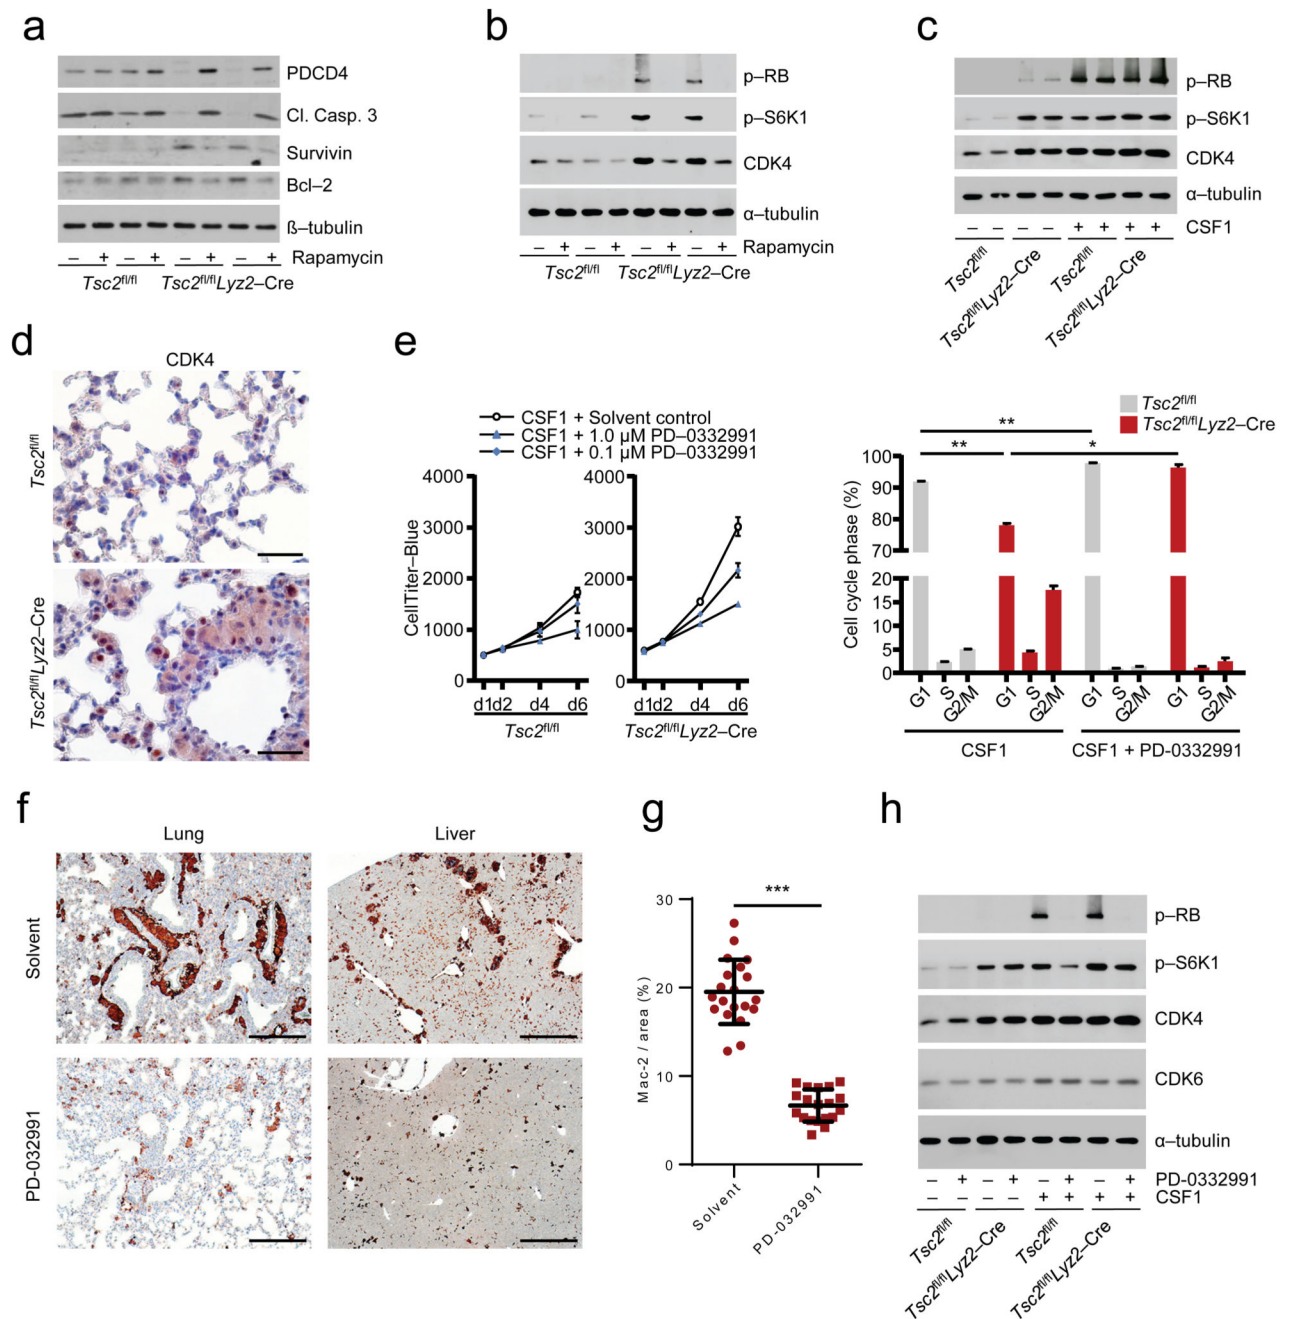 a
PDCD4
Cl. Casp. 3
Survivin
Bcl–2
ß–tubulin
– + – + – + – + Rapamycin
Tsc2fl/fl Tsc2fl/flLyz2–Cre
b
p–RB
p–S6K1
CDK4
α–tubulin
– + – + – + – + Rapamycin
Tsc2fl/fl Tsc2fl/flLyz2–Cre
c
p–RB
p–S6K1
CDK4
α–tubulin
– – – – + + + + CSF1
Tsc2fl/fl
Tsc2fl/flLyz2–Cre
Tsc2fl/fl
Tsc2fl/flLyz2–Cre
d
CDK4
Tsc2fl/fl
Tsc2fl/flLyz2–Cre
e
CSF1 + Solvent control
CSF1 + 1.0 µM PD–0332991
CSF1 + 0.1 µM PD–0332991
CellTiter–Blue
4000
3000
2000
1000
0
d1d2 d4 d6
Tsc2fl/fl
4000
3000
2000
1000
0
d1d2 d4 d6
Tsc2fl/flLyz2–Cre
Tsc2fl/fl
Tsc2fl/flLyz2–Cre
**
** *
Cell cycle phase (%)
100
90
80
70
20
15
10
5
0
G1 S G2/M G1 S G2/M G1 S G2/M G1 S G2/M
CSF1 CSF1 + PD-0332991
f
Lung Liver
Solvent
PD-032991
g
***
Mac-2 / area (%)
30
20
10
0
Solvent
PD-032991
h
p–RB
p–S6K1
CDK4
CDK6
α–tubulin
– + – + – + – + PD-0332991
– – – – + + + + CSF1
Tsc2fl/fl
Tsc2fl/flLyz2–Cre
Tsc2fl/fl
Tsc2fl/flLyz2–Cre